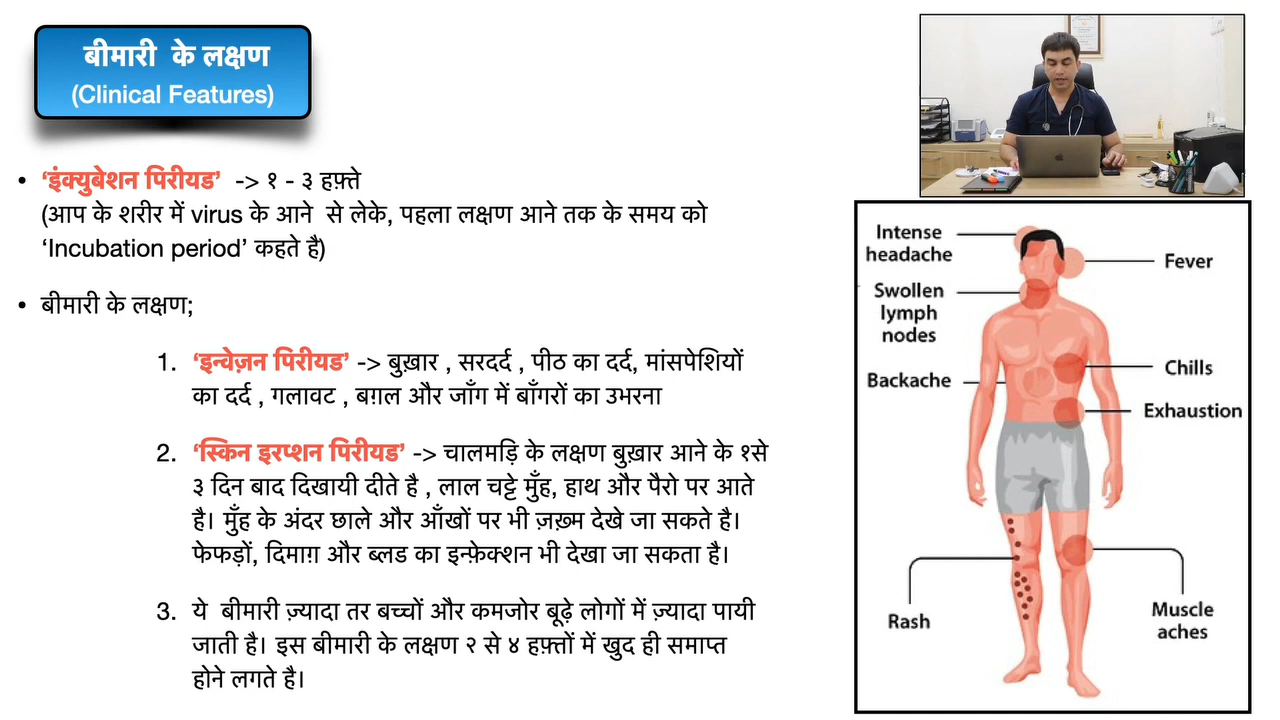 बीमारी के लक्षण
(Clinical Features)
• ‘इंक्युबेशन पिरीयड’ -> १ - ३ हफ़्ते
(आप के शरीर में virus के आने से लेके, पहला लक्षण आने तक के समय को
‘Incubation period’ कहते है)
• बीमारी के लक्षण;
1. ‘इन्वेज़न पिरीयड’ -> बुख़ार , सरदर्द , पीठ का दर्द, मांसपेशियों
का दर्द , गलावट , बग़ल और जाँग में बाँगरों का उभरना
2. ‘स्किन इरप्शन पिरीयड’ -> चालमड़ि के लक्षण बुख़ार आने के १से
३ दिन बाद दिखायी दीते है , लाल चट्टे मुँह, हाथ और पैरो पर आते
है। मुँह के अंदर छाले और आँखों पर भी ज़ख़्म देखे जा सकते है।
फेफड़ों, दिमाग़ और ब्लड का इन्फ़ेक्शन भी देखा जा सकता है।
3. ये बीमारी ज़्यादा तर बच्चों और कमजोर बूढ़े लोगों में ज़्यादा पायी
जाती है। इस बीमारी के लक्षण २ से ४ हफ़्तों में खुद ही समाप्त
होने लगते है।
Intense
headache
Fever
Swollen
lymph
nodes
Chills
Backache
Exhaustion
Rash
Muscle
aches